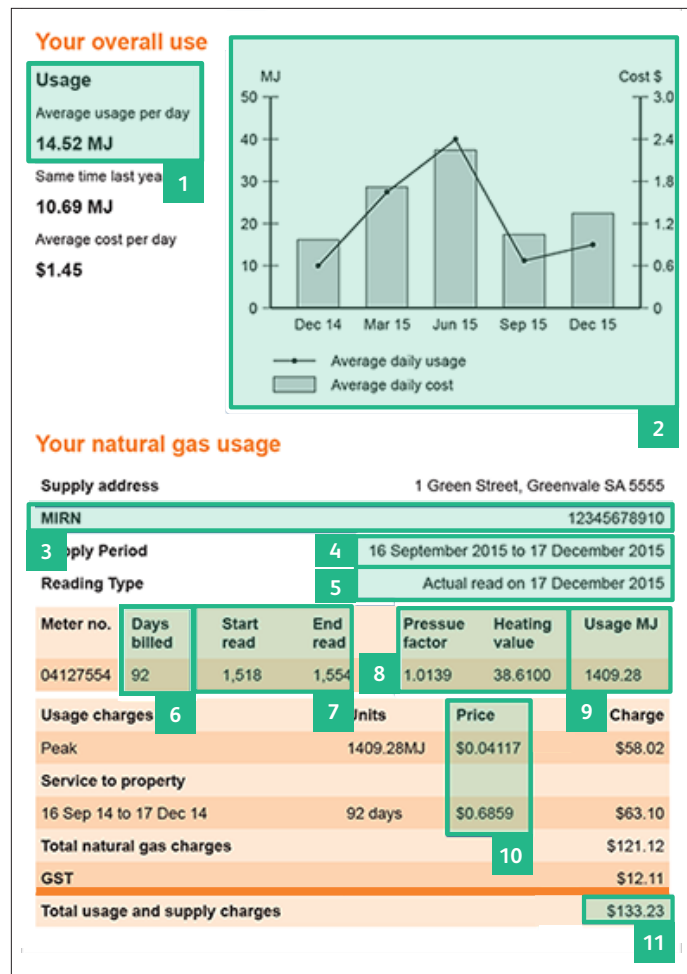 Your overall use
Usage
Average usage per day
14.52 MJ
1
Same time last yea
10.69 MJ
Average cost per day
$1.45
MJ Cost $
50 3.0
40 2.4
30 1.8
20 1.2
10 0.6
0 0
Dec 14 Mar 15 Jun 15 Sep 15 Dec 15
Average daily usage
Average daily cost
2
Your natural gas usage
Supply address 1 Green Street, Greenvale SA 5555
MIRN 12345678910
3 pply Period 4 16 September 2015 to 17 December 2015
Reading Type 5 Actual read on 17 December 2015
Meter no. Days billed Start read End read Pressue factor Heating value Usage MJ
04127554 92 1,518 1,554 8 1.0139 38.6100 1409.28
6 7 9
Usage charges Units Price Charge
Peak 1409.28MJ $0.04117 $58.02
Service to property
16 Sep 14 to 17 Dec 14 92 days $0.6859 $63.10
10
Total natural gas charges $121.12
GST $12.11
Total usage and supply charges $133.23
11